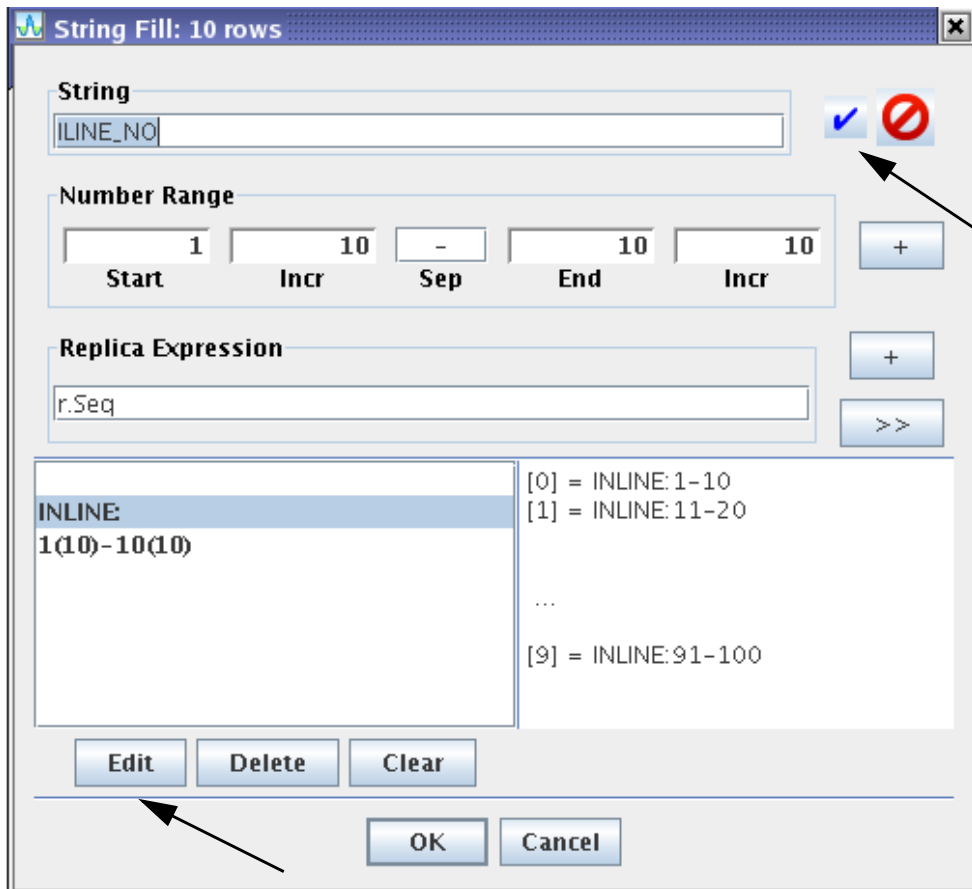 String Fill: 10 rows
String
ILINE_NO
Number Range
1 10 - 10 10 +
Start Incr Sep End Incr
Replica Expression
+
r.Seq
>>
INLINE:
1(10)-10(10)
[0] = INLINE:1-10
[1] = INLINE:11-20
...
[9] = INLINE:91-100
Edit Delete Clear
OK Cancel